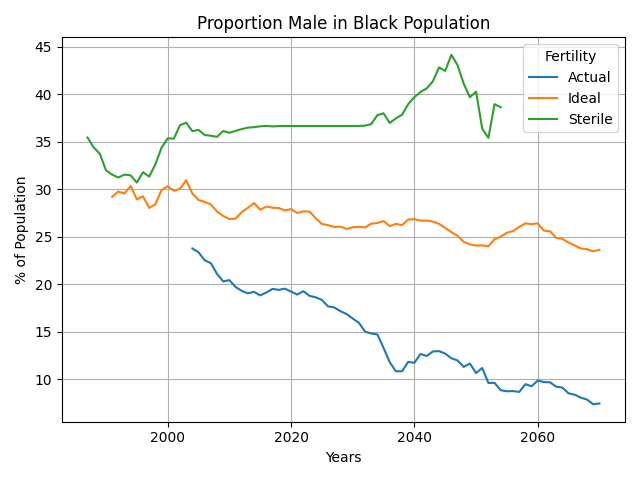 Proportion Male in Black Population
Fertility
Actual
Ideal
Sterile
% of Population
45
40
35
30
25
20
15
10
2000
2020
2040
2060
Years